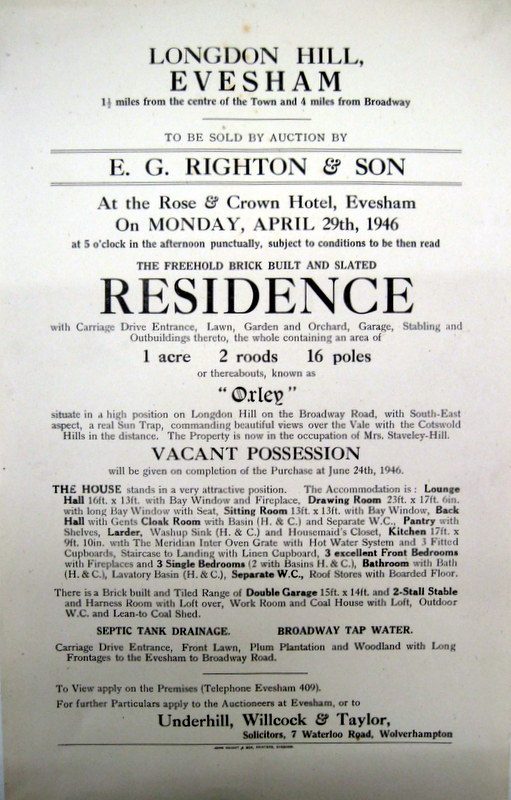 LONGDON HILL,
EVESHAM
1½ miles from the centre of the Town and 4 miles from Broadway
TO BE SOLD BY AUCTION BY
E. G. RIGHTON & SON
At the Rose & Crown Hotel, Evesham
On MONDAY, APRIL 29th, 1946
at 5 o'clock in the afternoon punctually, subject to conditions to be then read
THE FREEHOLD BRICK BUILT AND SLATED
RESIDENCE
with Carriage Drive Entrance, Lawn, Garden and Orchard, Garage, Stabling and
Outbuildings thereto, the whole containing an area of
1 acre 2 roods 16 poles
or thereabouts, known as
"Orley"
situate in a high position on Longdon Hill on the Broadway Road, with South-East
aspect, a real Sun Trap, commanding beautiful views over the Vale with the Cotswold
Hills in the distance. The Property is now in the occupation of Mrs. Staveley-Hill.
VACANT POSSESSION
will be given on completion of the Purchase at June 24th, 1946.
THE HOUSE stands in a very attractive position. The Accommodation is : Lounge
Hall 16ft. x 13ft. with Bay Window and Fireplace, Drawing Room 23ft. x 17ft. 6in.
with long Bay Window with Seat, Sitting Room 13ft. x 13ft. with Bay Window, Back
Hall with Gents Cloak Room with Basin (H. & C.) and Separate W.C., Pantry with
Shelves, Larder, Washup Sink (H. & C.) and Housemaid's Closet, Kitchen 17ft. x
9ft. 10in. with The Meridan Inter Oven Grate with Hot Water System and 3 Fitted
Cupboards, Staircase to Landing with Linen Cupboard, 3 excellent Front Bedrooms
with Fireplaces and 3 Single Bedrooms (2 with Basins H. & C.), Bathroom with Bath
(H. & C.), Lavatory Basin (H. & C.), Separate W.C., Roof Stores with Boarded Floor.
There is a Brick built and Tiled Range of Double Garage 15ft. x 14ft. and 2-Stall Stable
and Harness Room with Loft over, Work Room and Coal House with Loft, Outdoor
W.C. and Lean-to Coal Shed.
SEPTIC TANK DRAINAGE. BROADWAY TAP WATER.
Carriage Drive Entrance, Front Lawn, Plum Plantation and Woodland with Long
Frontages to the Evesham to Broadway Road.
To View apply on the Premises (Telephone Evesham 409).
For further Particulars apply to the Auctioneers at Evesham, or to
Underhill, Willcock & Taylor,
Solicitors, 7 Waterloo Road, Wolverhampton